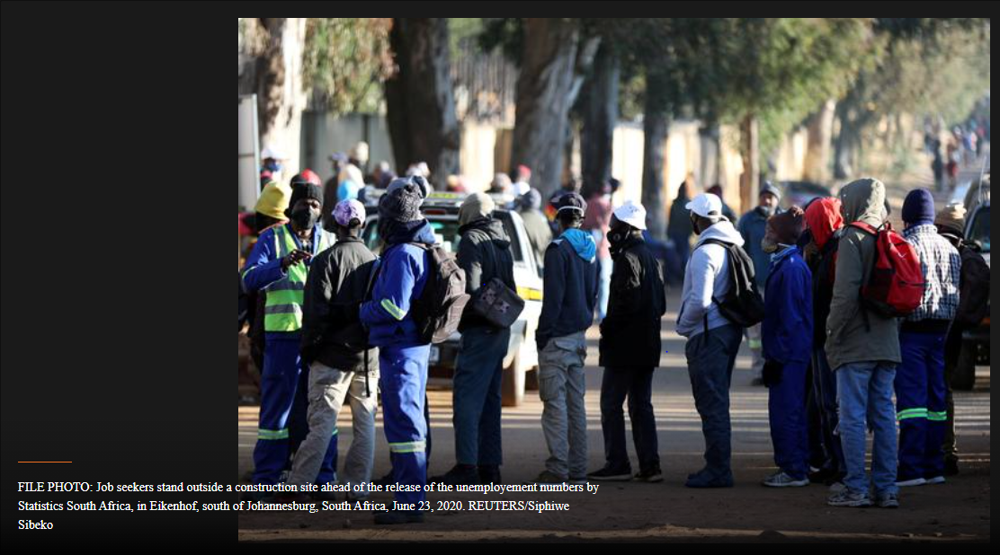 FILE PHOTO: Job seekers stand outside a construction site ahead of the release of the unemployement numbers by
Statistics South Africa, in Eikenhof, south of Johannesburg, South Africa, June 23, 2020. REUTERS/Siphiwe
Sibeko